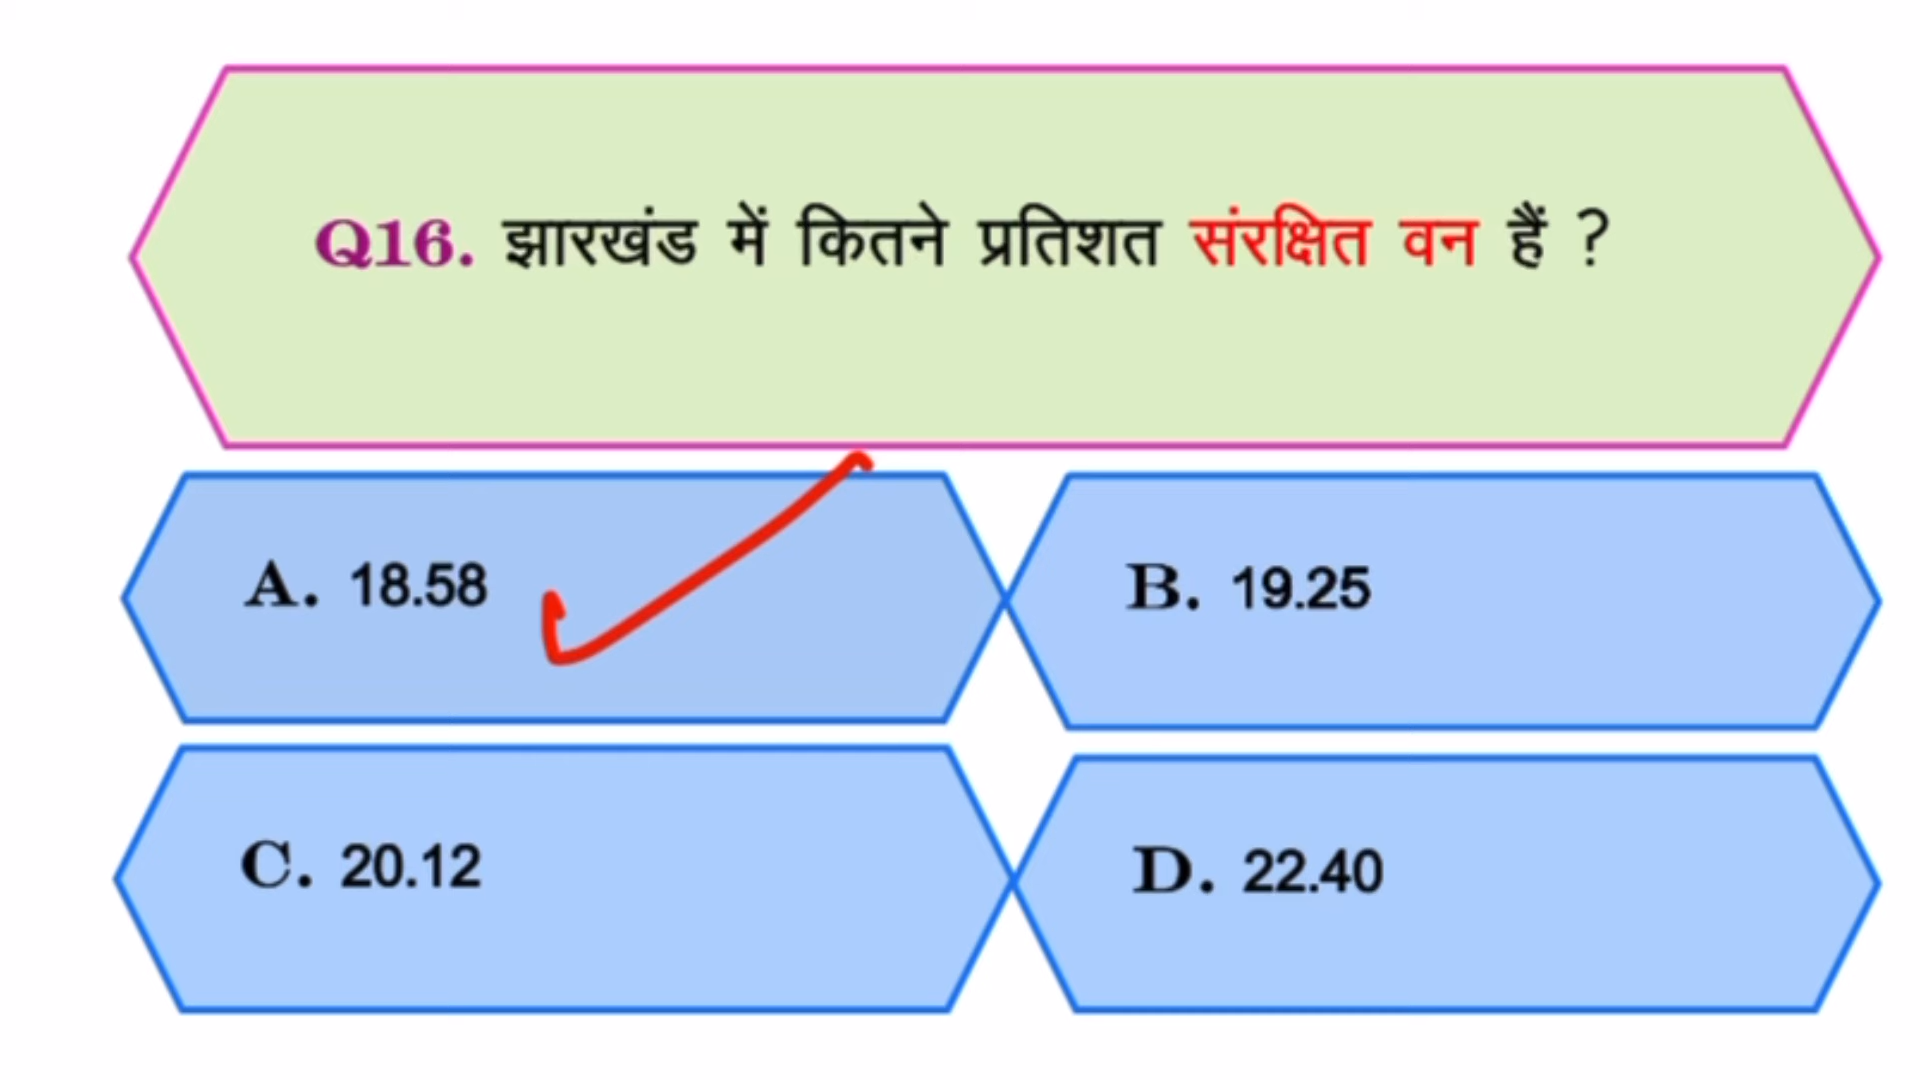 Q16. झारखंड में कितने प्रतिशत संरक्षित वन हैं ?
A. 18.58
B. 19.25
C. 20.12
D. 22.40